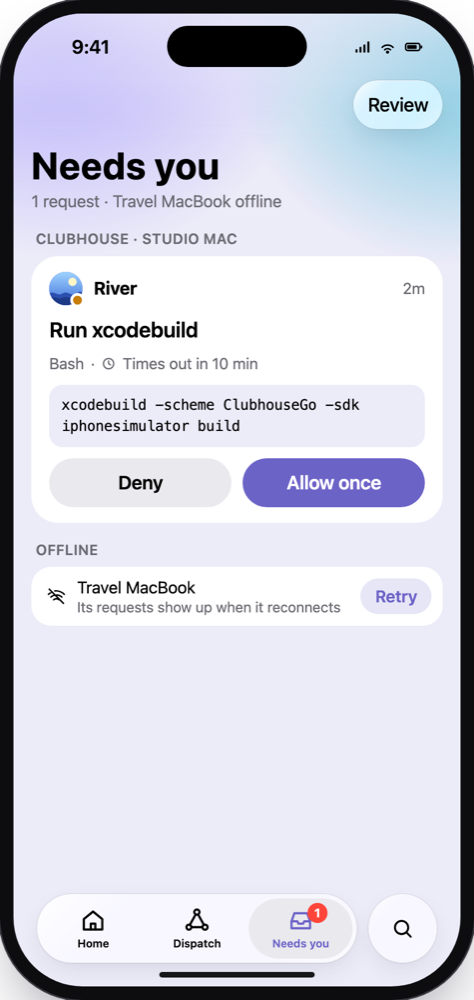 9:41
Review
Needs you
1 request · Travel MacBook offline
CLUBHOUSE · STUDIO MAC
River
2m
Run xcodebuild
Bash · Times out in 10 min
xcodebuild -scheme ClubhouseGo -sdk
iphonesimulator build
Deny
Allow once
OFFLINE
Travel MacBook
Its requests show up when it reconnects
Retry
1
Home
Dispatch
Needs you